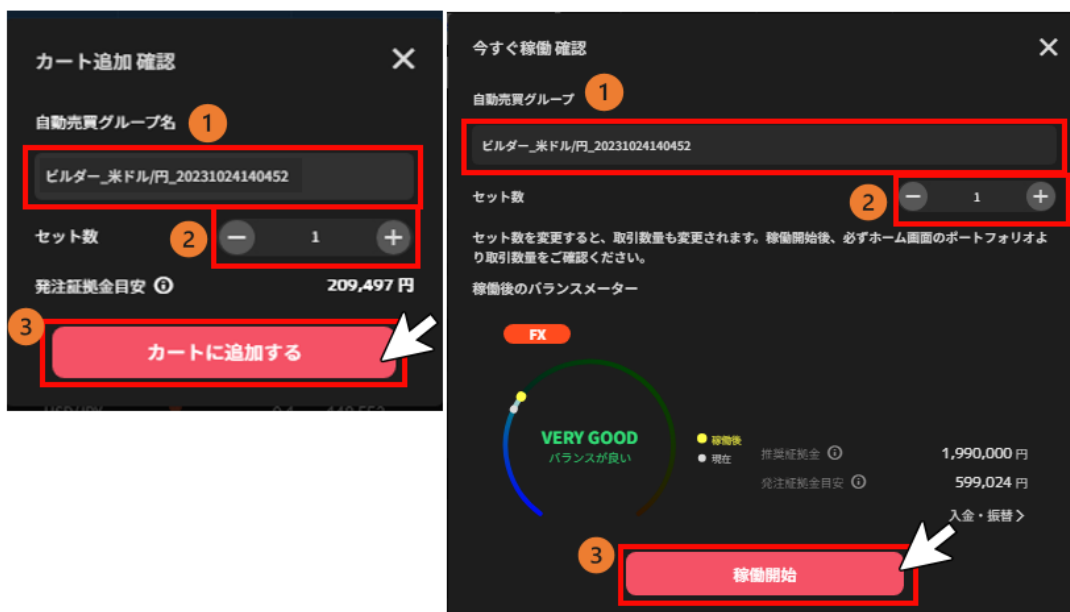 カート追加 確認
自動売買グループ名
1
ビルダー_米ドル/円_20231024140452
セット数
2
1
発注証拠金目安
209,497 円
3
カートに追加する
今すぐ稼働 確認
自動売買グループ
1
ビルダー_米ドル/円_20231024140452
セット数
2
1
セット数を変更すると、取引数量も変更されます。稼働開始後、必ずホーム画面のポートフォリオよ
り取引数量をご確認ください。
稼働後のバランスメーター
FX
VERY GOOD
バランスが良い
稼働後
現在
推奨証拠金
1,990,000 円
発注証拠金目安
599,024 円
入金・振替
3
稼働開始